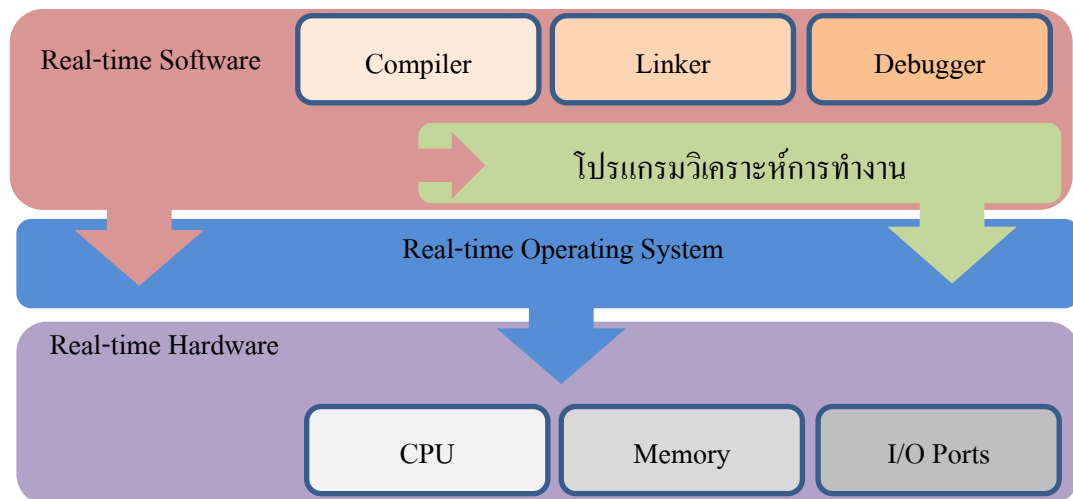 Real-time Software
Compiler
Linker
Debugger
โปรแกรมวิเคราะห์การทำงาน
Real-time Operating System
Real-time Hardware
CPU
Memory
I/O Ports